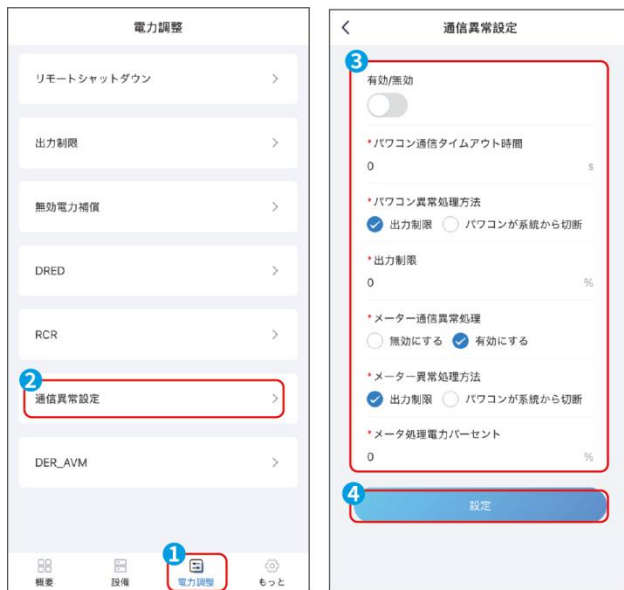 電力調整
リモートシャットダウン
出力制限
無効電力補償
DRED
RCR
2
通信異常設定
DER_AVM
1
概要
設備
電力調整
もっと
通信異常設定
3
有効/無効
*パワコン通信タイムアウト時間
0 s
*パワコン異常処理方法
出力制限 パワコンが系統から切断
*出力制限
0 %
*メーター通信異常処理
無効にする 有効にする
*メーター異常処理方法
出力制限 パワコンが系統から切断
*メータ処理電力パーセント
0 %
4
設定